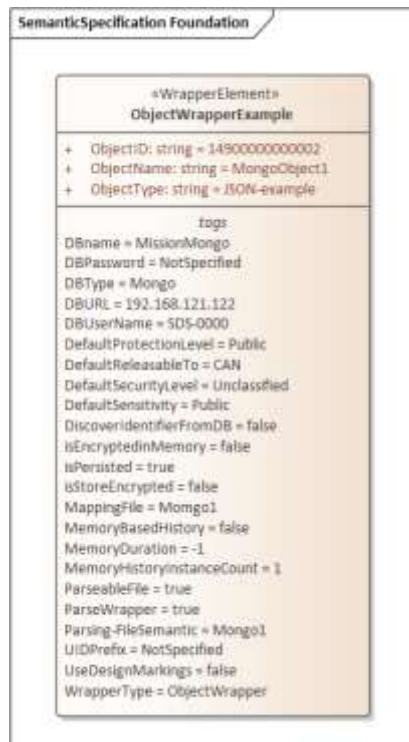 SemanticSpecification Foundation
«WrapperElement»
ObjectWrapperExample
+ ObjectID: string = 14900000000002
+ ObjectName: string = MongoObject1
+ ObjectType: string = JSON-example
tags
DBname = MissionMongo
DBPassword = NotSpecified
DBType = Mongo
DBURL = 192.168.121.122
DBUserName = SDS-0000
DefaultProtectionLevel = Public
DefaultReleasableTo = CAN
DefaultSecurityLevel = Unclassified
DefaultSensitivity = Public
DiscoverIdentifierFromDB = false
isEncryptedinMemory = false
isPersisted = true
isStoreEncrypted = false
MappingFile = Momgo1
MemoryBasedHistory = false
MemoryDuration = -1
MemoryHistoryInstanceCount = 1
ParseableFile = true
ParseWrapper = true
Parsing-FileSemantic = Mongo1
UIDPrefix = NotSpecified
UseDesignMarkings = false
WrapperType = ObjectWrapper